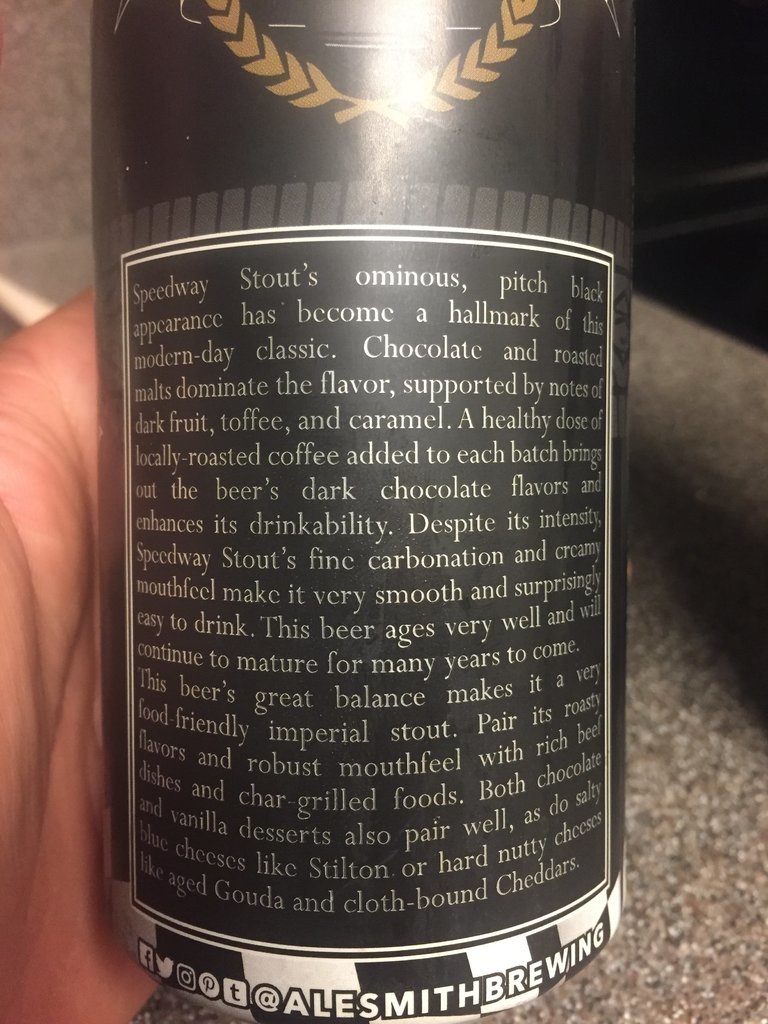 Speedway Stout's ominous, pitch black
appearance has become a hallmark of this
modern-day classic. Chocolate and roasted
malts dominate the flavor, supported by notes of
dark fruit, toffee, and caramel. A healthy dose of
locally-roasted coffee added to each batch brings
out the beer's dark chocolate flavors and
enhances its drinkability. Despite its intensity,
Speedway Stout's fine carbonation and creamy
mouthfeel make it very smooth and surprisingly
easy to drink. This beer ages very well and will
continue to mature for many years to come.
This beer's great balance makes it a very
food-friendly imperial stout. Pair its roasty
flavors and robust mouthfeel with rich beef
dishes and char-grilled foods. Both chocolate
and vanilla desserts also pair well, as do salty
blue cheeses like Stilton or hard nutty cheeses
like aged Gouda and cloth-bound Cheddars.
@ALESMITHBREWING